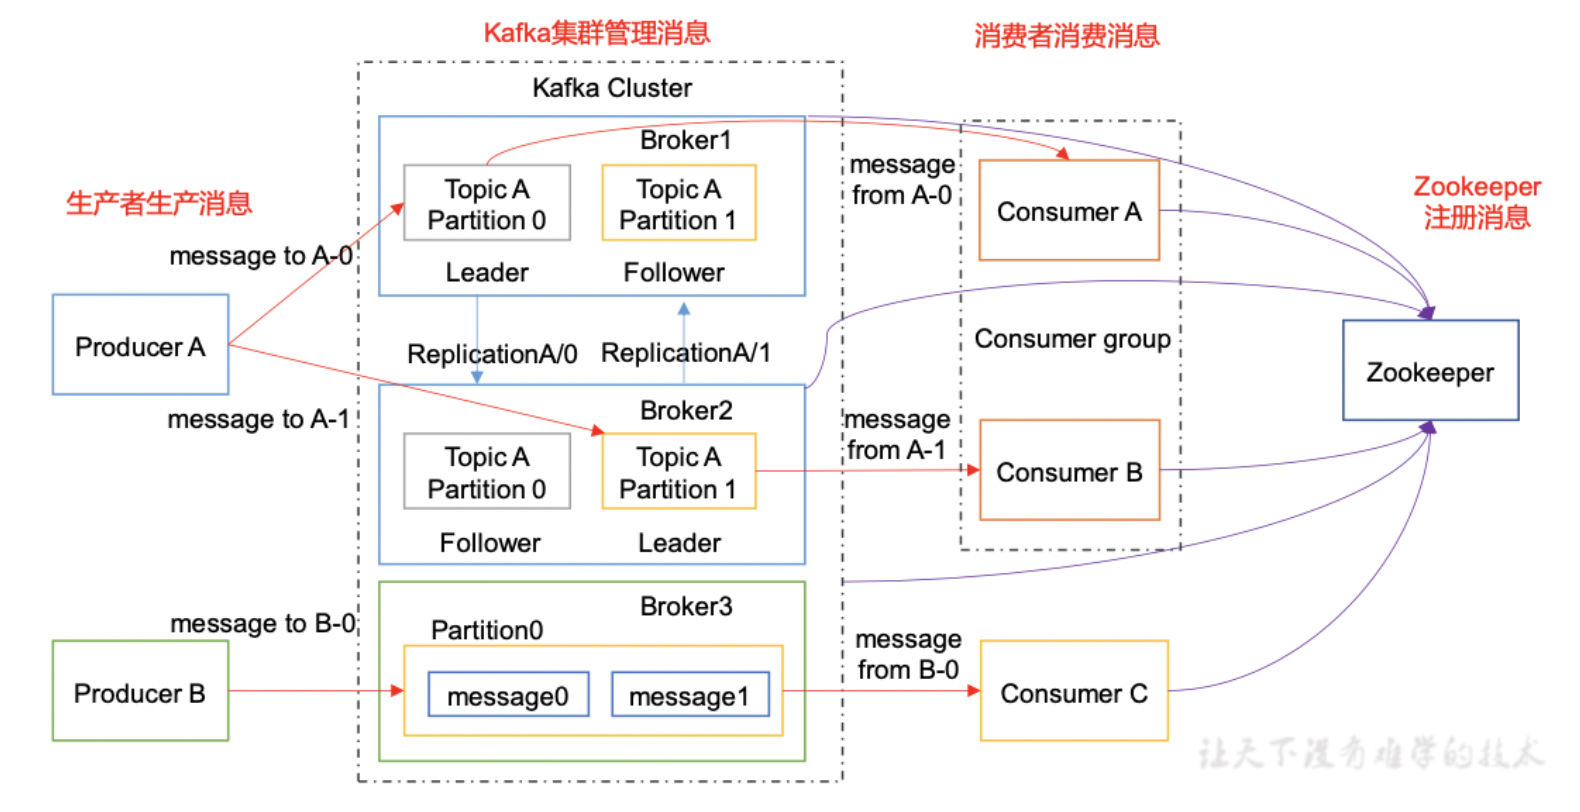 Kafka集群管理消息
消费者消费消息
Kafka Cluster
Broker1
Topic A
Partition 0
Topic A
Partition 1
Leader
Follower
生产者生产消息
message to A-0
Producer A
message to A-1
ReplicationA/0
ReplicationA/1
Broker2
Topic A
Partition 0
Topic A
Partition 1
Follower
Leader
message to B-0
Producer B
Broker3
Partition0
message0
message1
message
from A-0
Consumer A
Consumer group
message
from A-1
Consumer B
message
from B-0
Consumer C
Zookeeper
注册消息
Zookeeper
让天下没有难学的技术